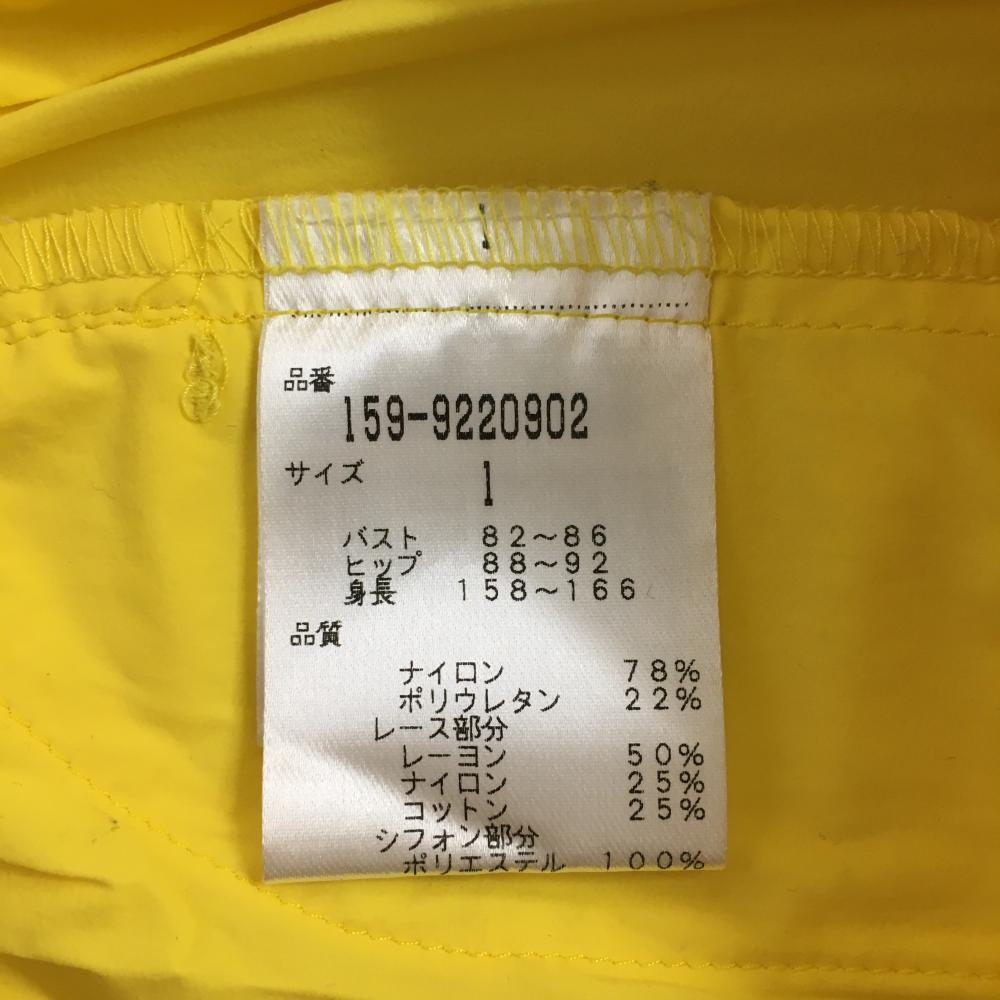 品番
159-9220902
サイズ 1
バスト 82～86
ヒップ 88～92
身長 158～166
品質
ナイロン 78%
ポリウレタン 22%
レース部分
レーヨン 50%
ナイロン 25%
コットン 25%
シフォン部分
ポリエステル 100%